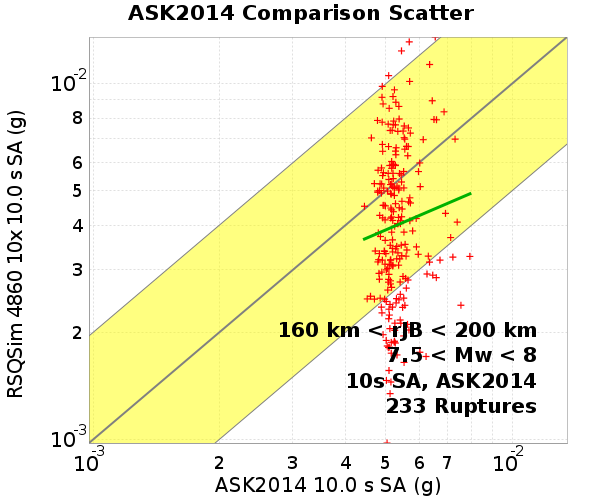 ASK2014 Comparison Scatter
RSQSim 4860 10x 10.0 s SA (g)
10-2
8
6
5
4
3
2
10-3
160 km < rJB < 200 km
7.5 < Mw < 8
10s SA, ASK2014
233 Ruptures
10-3
2
3
4
5
6
7
10-2
ASK2014 10.0 s SA (g)